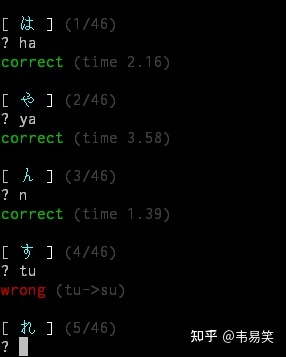 [ は ] (1/46)
? ha
correct (time 2.16)
[ や ] (2/46)
? ya
correct (time 3.58)
[ ん ] (3/46)
? n
correct (time 1.39)
[ す ] (4/46)
? tu
wrong (tu->su)
[ れ ] (5/46)
?
知乎 @韦易笑